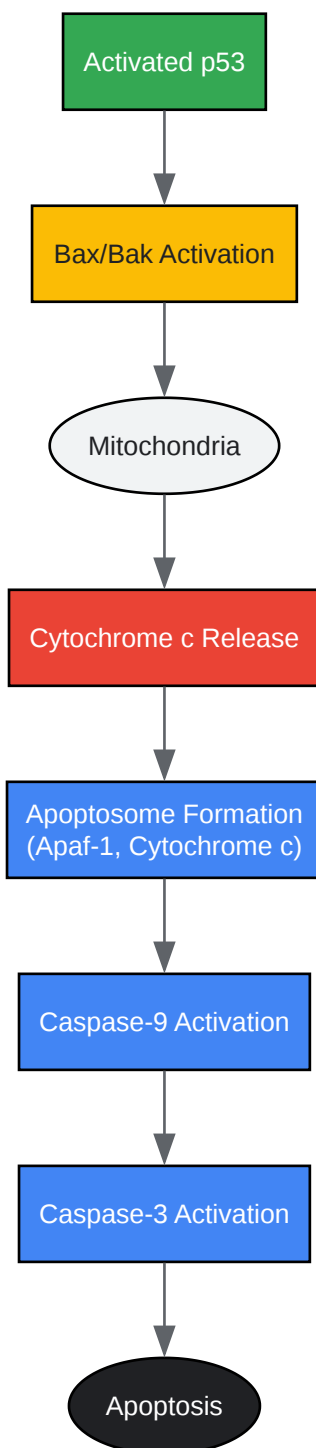 Activated p53
Bax/Bak Activation
Mitochondria
Cytochrome c Release
Apoptosome Formation
(Apaf-1, Cytochrome c)
Caspase-9 Activation
Caspase-3 Activation
Apoptosis